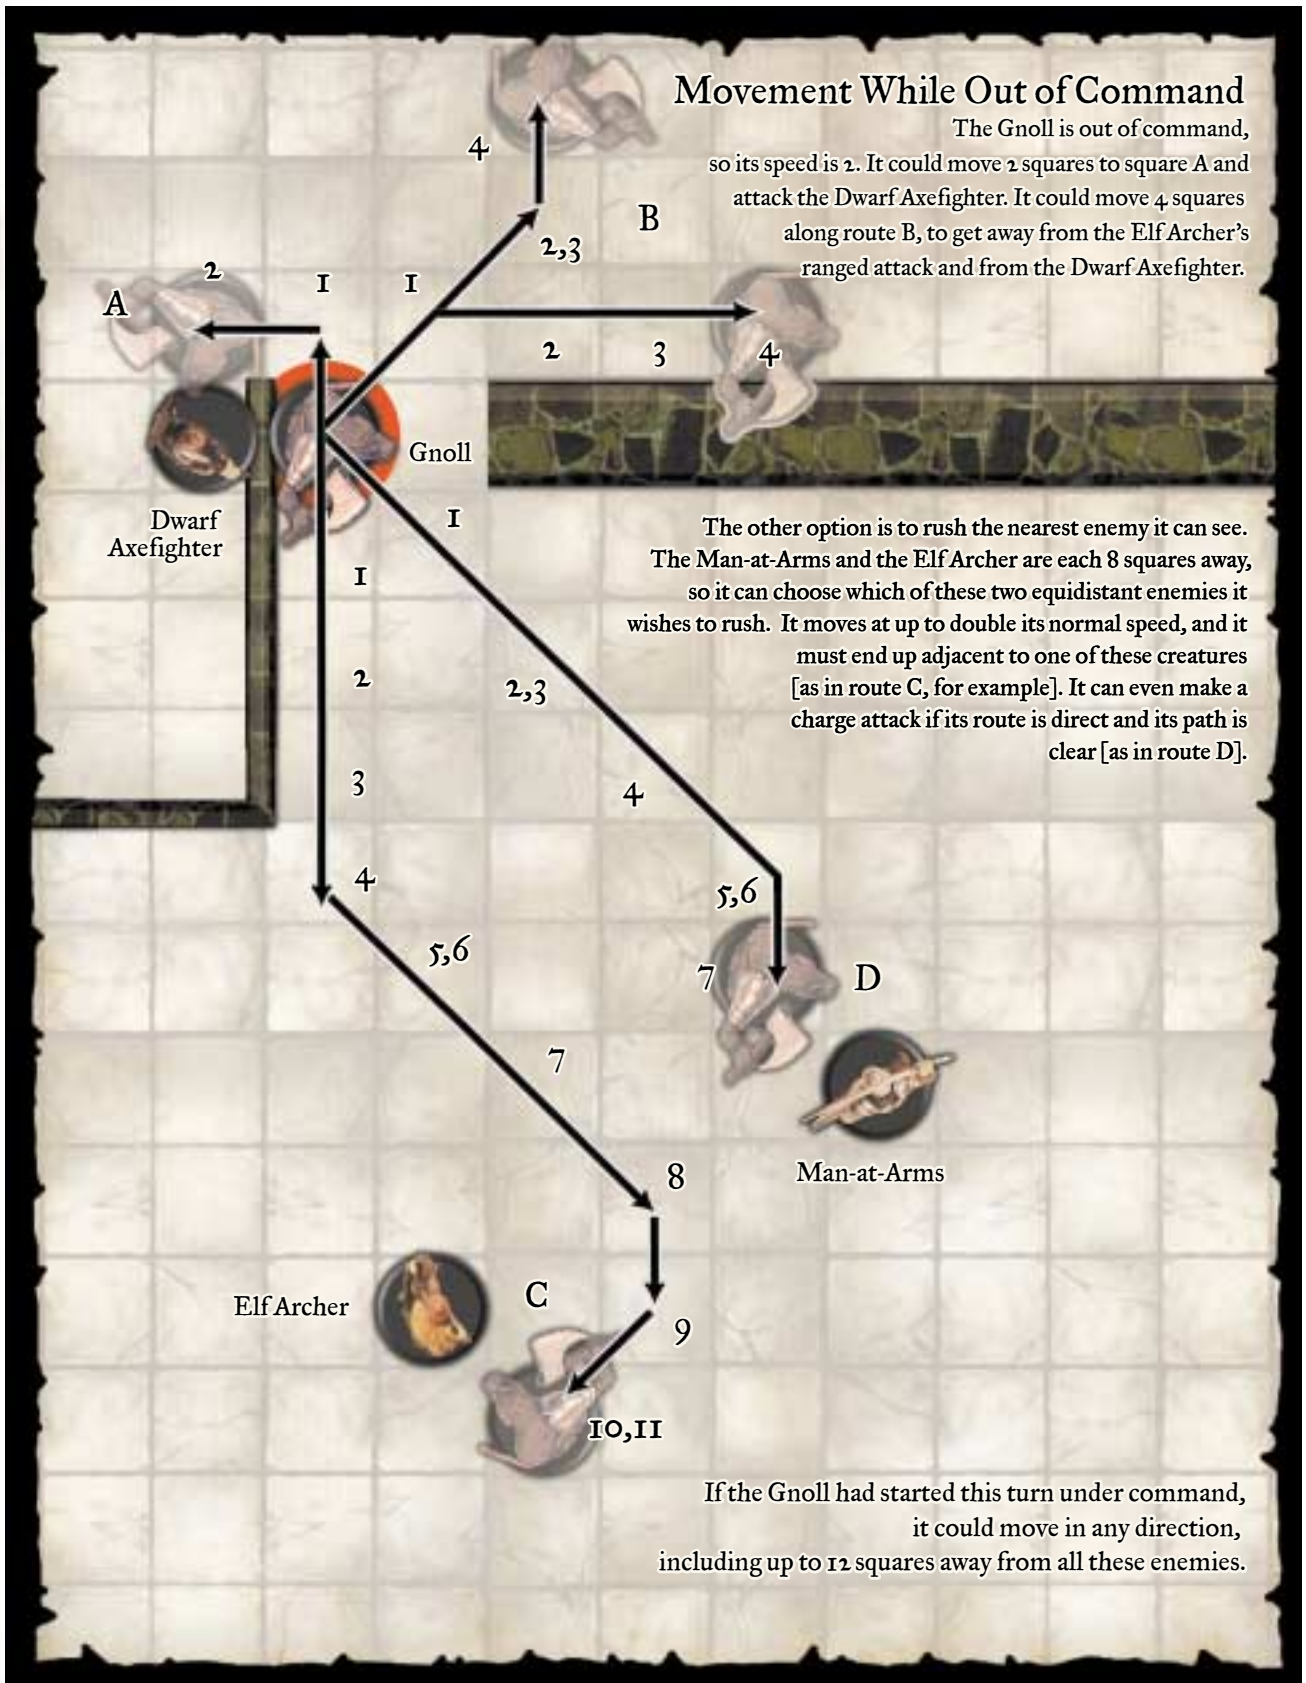 Movement While Out of Command
The Gnoll is out of command,
so its speed is 2. It could move 2 squares to square A and
attack the Dwarf Axefighter. It could move 4 squares
along route B, to get away from the Elf Archer's
ranged attack and from the Dwarf Axefighter.
4
B
2,3
A
2
1
1
2
3
4
Gnoll
Dwarf
Axefighter
1
The other option is to rush the nearest enemy it can see.
The Man-at-Arms and the Elf Archer are each 8 squares away,
so it can choose which of these two equidistant enemies it
wishes to rush. It moves at up to double its normal speed, and it
must end up adjacent to one of these creatures
[as in route C, for example]. It can even make a
charge attack if its route is direct and its path is
clear [as in route D].
1
2
2,3
3
4
4
5,6
5,6
7
D
7
Man-at-Arms
8
Elf Archer
C
9
10,11
If the Gnoll had started this turn under command,
it could move in any direction,
including up to 12 squares away from all these enemies.